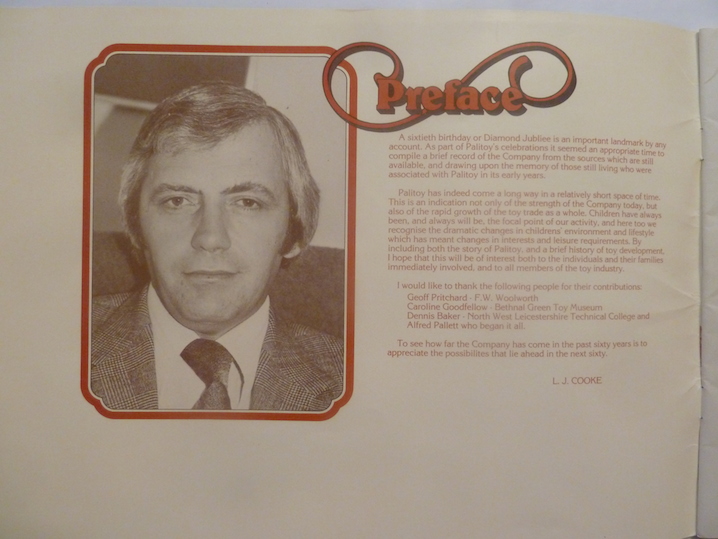 Preface
A sixtieth birthday or Diamond Jubilee is an important landmark by any
account. As part of Palitoy's celebrations it seemed an appropriate time to
compile a brief record of the Company from the sources which are still
available, and drawing upon the memory of those still living who were
associated with Palitoy in its early years.
Palitoy has indeed come a long way in a relatively short space of time.
This is an indication not only of the strength of the Company today, but
also of the rapid growth of the toy trade as a whole. Children have always
been, and always will be, the focal point of our activity, and here too we
recognise the dramatic changes in childrens' environment and lifestyle
which has meant changes in interests and leisure requirements. By
including both the story of Palitoy, and a brief history of toy development,
I hope that this will be of interest both to the individuals and their families
immediately involved, and to all members of the toy industry.
I would like to thank the following people for their contributions:
Geoff Pritchard - F.W. Woolworth
Caroline Goodfellow - Bethnal Green Toy Museum
Dennis Baker - North West Leicestershire Technical College and
Alfred Pallett who began it all.
To see how far the Company has come in the past sixty years is to
appreciate the possibilites that lie ahead in the next sixty.
L. J. COOKE